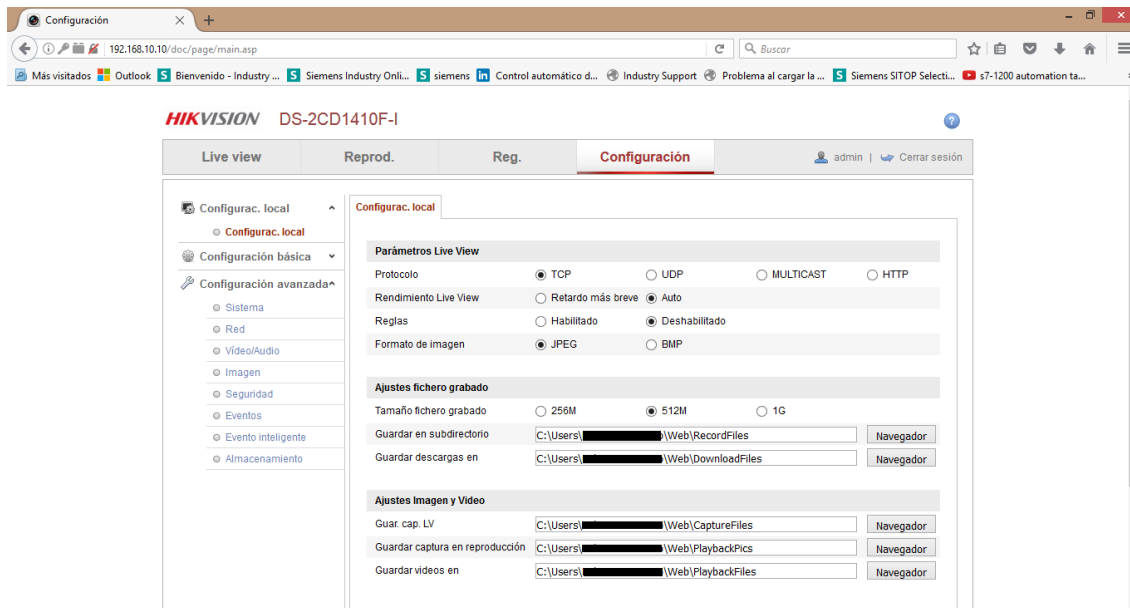 Configuración
192.168.10.10/doc/page/main.asp
Buscar
Más visitados Outlook Bienvenido - Industry ... Siemens Industry Onli... siemens Control automático d... Industry Support Problema al cargar la ... Siemens SITOP Selecti... s7-1200 automation ta...
HIKVISION DS-2CD1410F-I
Live view Reprod. Reg. Configuración admin | Cerrar sesión
Configurac. local
Configurac. local
Configuración básica
Configuración avanzada
Sistema
Red
Vídeo/Audio
Imagen
Seguridad
Eventos
Evento inteligente
Almacenamiento
Configurac. local
Parámetros Live View
Protocolo TCP UDP MULTICAST HTTP
Rendimiento Live View Retardo más breve Auto
Reglas Habilitado Deshabilitado
Formato de imagen JPEG BMP
Ajustes fichero grabado
Tamaño fichero grabado 256M 512M 1G
Guardar en subdirectorio C:\Users\ \Web\RecordFiles Navegador
Guardar descargas en C:\Users\ \Web\DownloadFiles Navegador
Ajustes Imagen y Video
Guar. cap. LV C:\Users\ \Web\CaptureFiles Navegador
Guardar captura en reproducción C:\Users\ \Web\PlaybackPics Navegador
Guardar videos en C:\Users\ \Web\PlaybackFiles Navegador